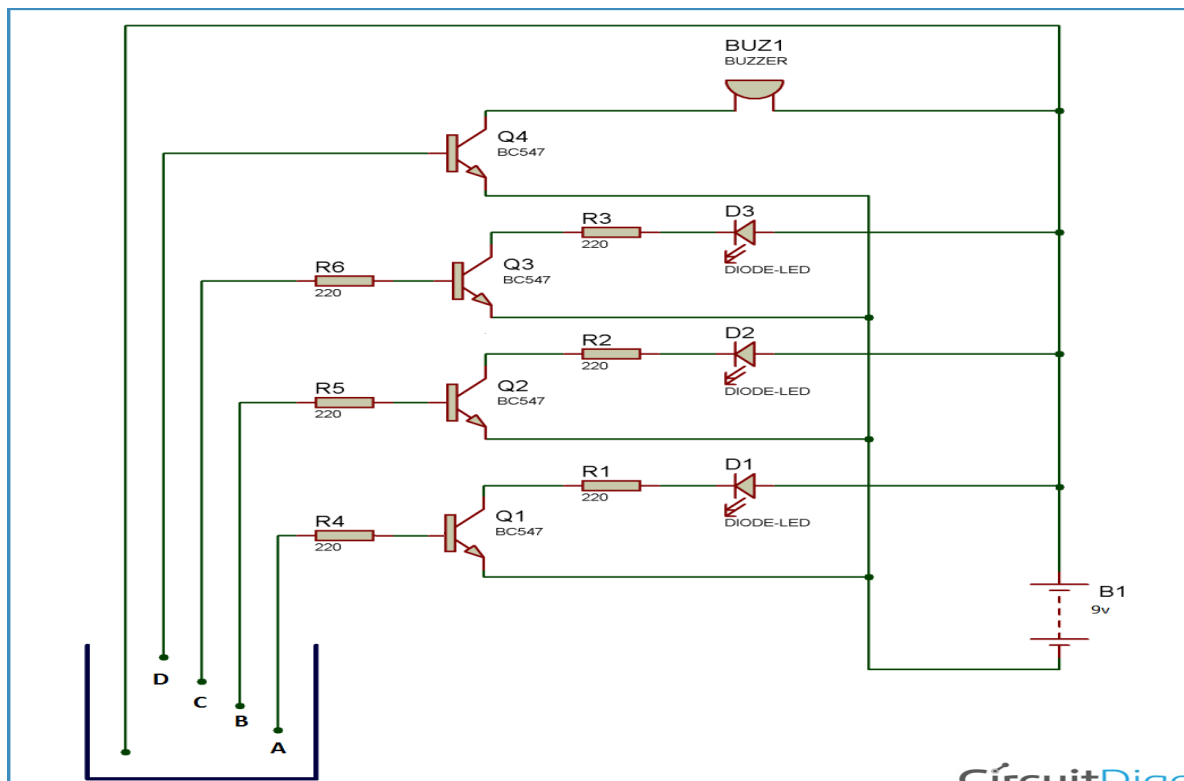 BUZ1
BUZZER
Q4
BC547
R3
220
D3
DIODE-LED
R6
220
Q3
BC547
R2
220
D2
DIODE-LED
R5
220
Q2
BC547
R1
220
D1
DIODE-LED
R4
220
Q1
BC547
B1
9v
D
C
B
A